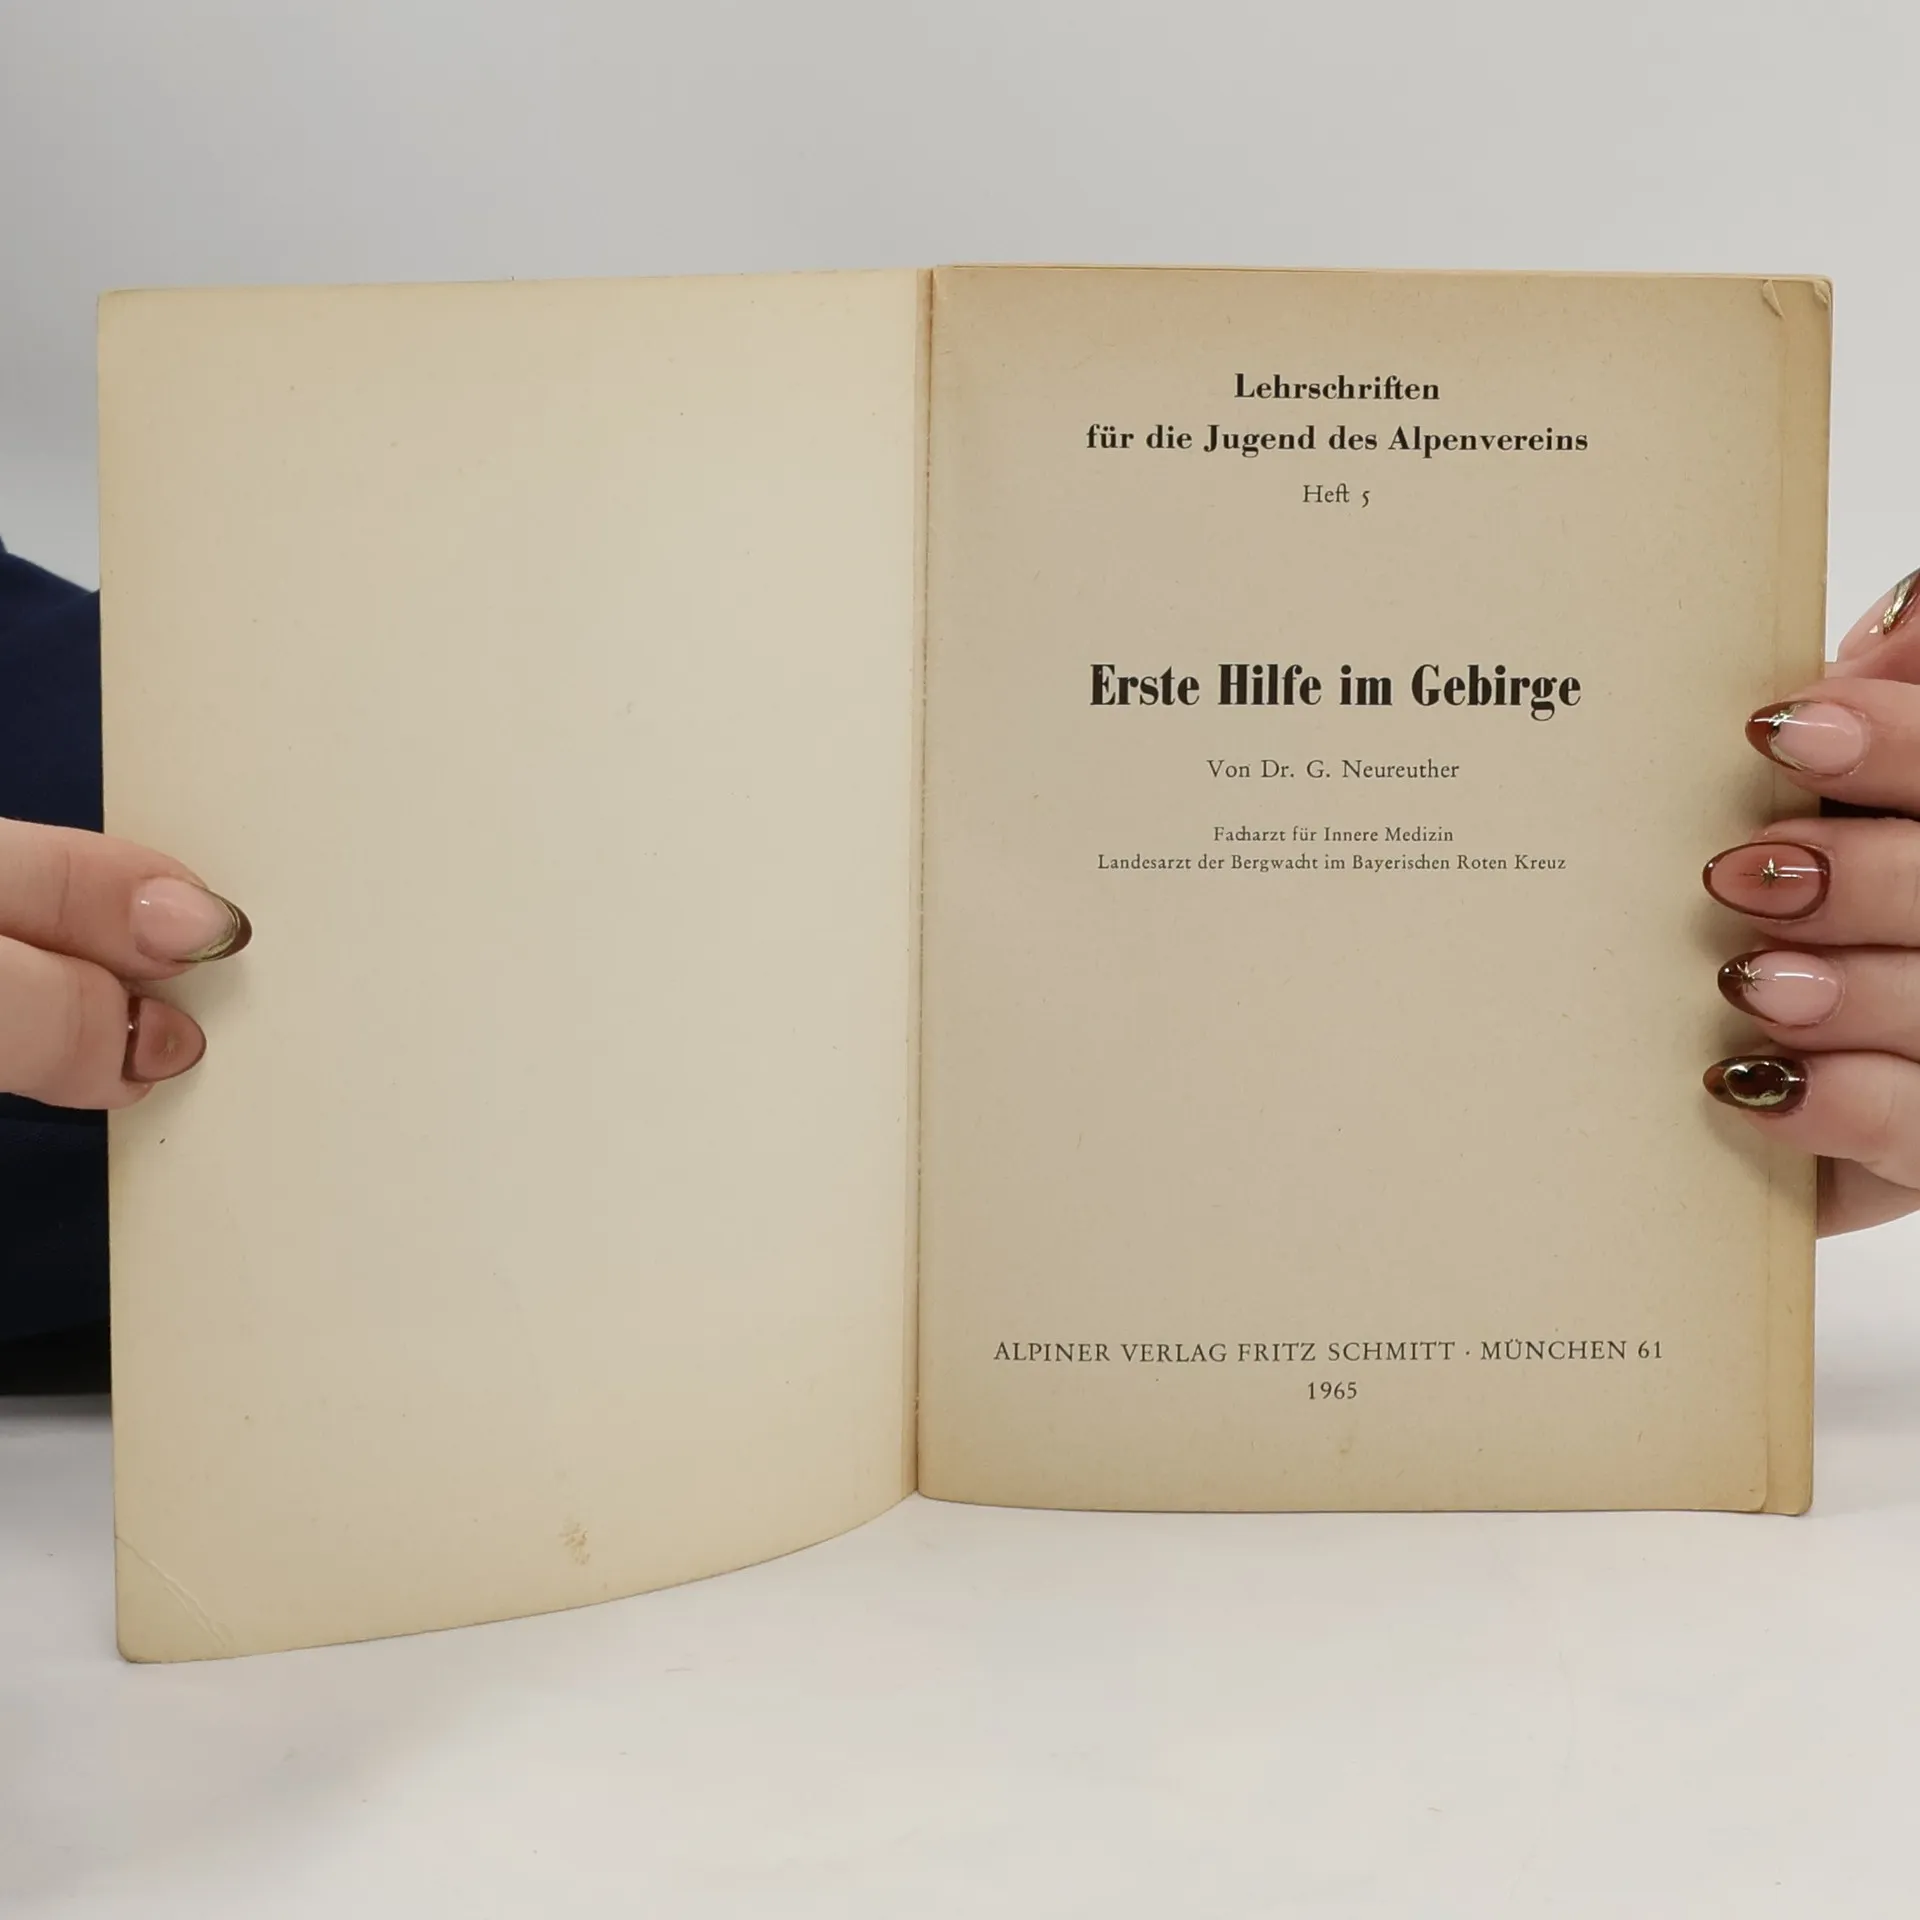 Lehrschriften
für die Jugend des Alpenvereins
Heft 5
Erste Hilfe im Gebirge
Von Dr. G. Neureuther
Facharzt für Innere Medizin
Landesarzt der Bergwacht im Bayerischen Roten Kreuz
ALPINER VERLAG FRITZ SCHMITT · MÜNCHEN 61
1965